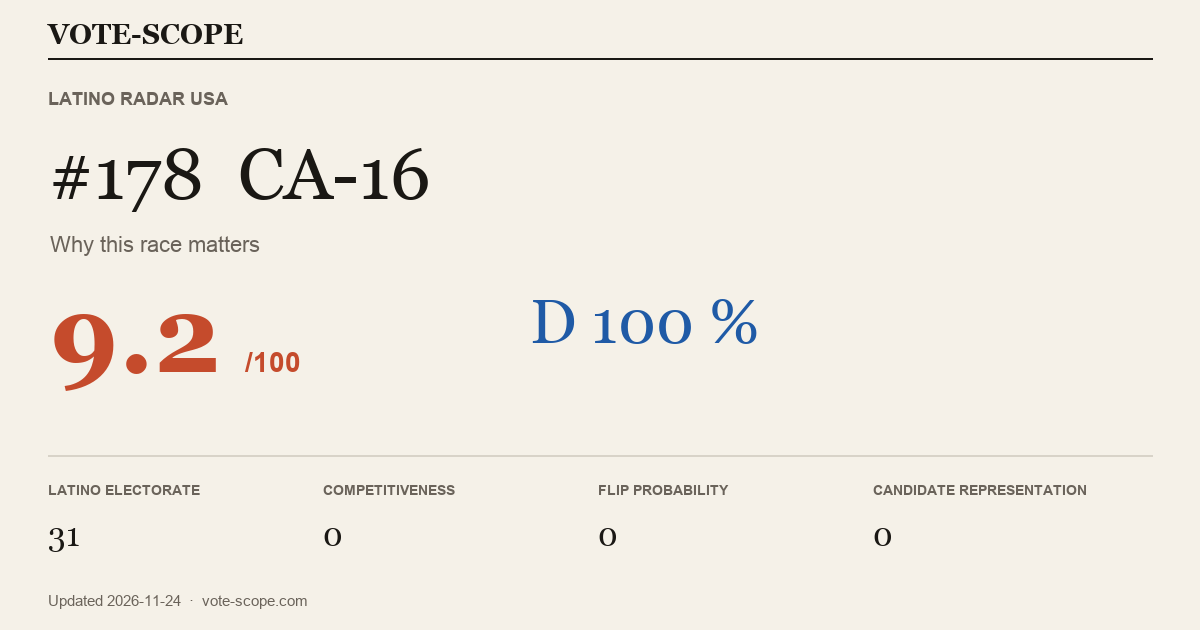 VOTE-SCOPE
LATINO RADAR USA
#178 CA-16
Why this race matters
9.2 /100
D 100 %
LATINO ELECTORATE
31
COMPETITIVENESS
0
FLIP PROBABILITY
0
CANDIDATE REPRESENTATION
0
Updated 2026-11-24 · vote-scope.com